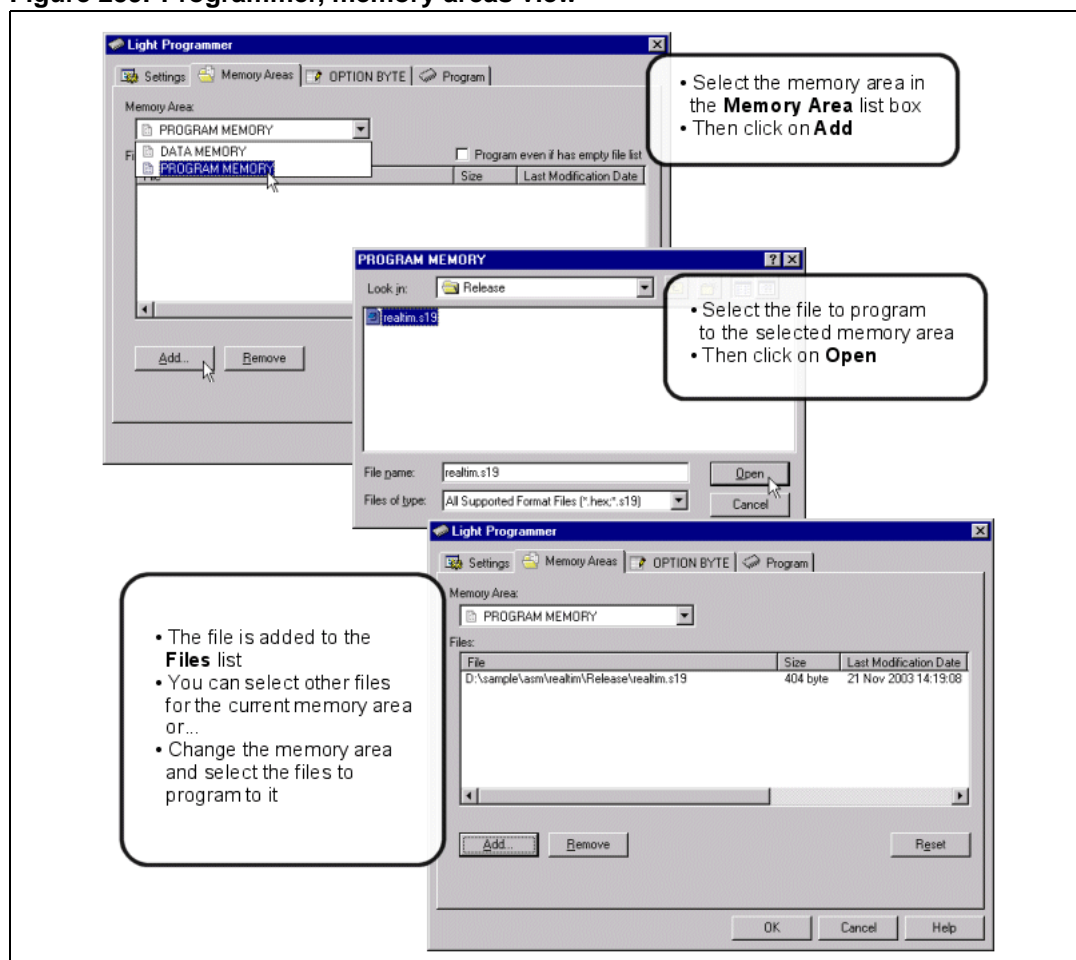 Light Programmer
Settings Memory Areas OPTION BYTE Program
Memory Area:
PROGRAM MEMORY
DATA MEMORY
PROGRAM MEMORY
Program even if has empty file list
Size Last Modification Date
Add... Remove
• Select the memory area in
the Memory Area list box
• Then click on Add
PROGRAM MEMORY
Look in: Release
realtim.s19
File name: realtim.s19 Open
Files of type: All Supported Format Files (*.hex;*.s19) Cancel
• Select the file to program
to the selected memory area
• Then click on Open
Light Programmer
Settings Memory Areas OPTION BYTE Program
Memory Area:
PROGRAM MEMORY
Files:
File Size Last Modification Date
D:\sample\asm\realtim\Release\realtim.s19 404 byte 21 Nov 2003 14:19:08
Add... Remove Reset
OK Cancel Help
• The file is added to the
Files list
• You can select other files
for the current memory area
or...
• Change the memory area
and select the files to
program to it